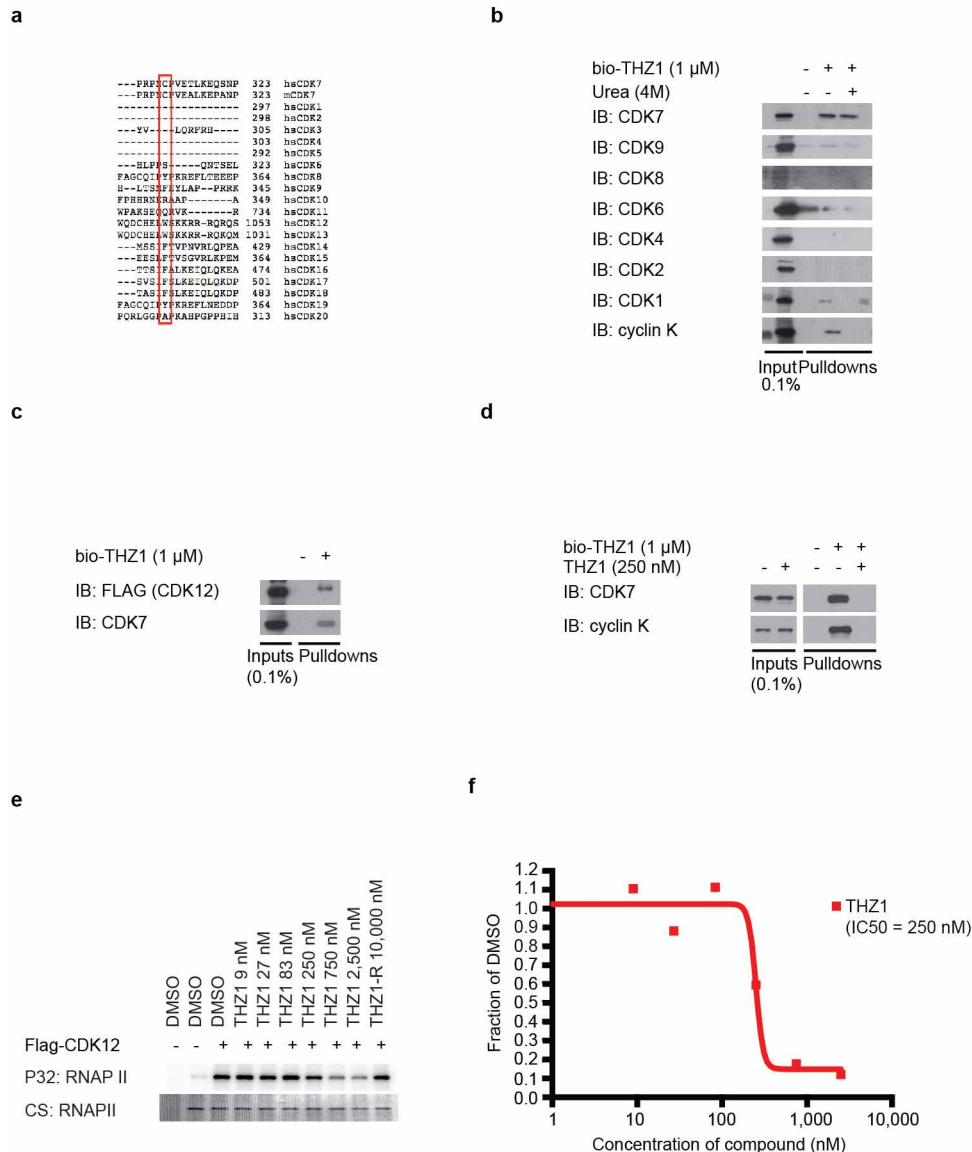 a
---PRPNCPVETLKEQSNP 323 hsCDK7
---PRPNCPVEALKEPANP 323 mCDK7
-------------------- 297 hsCDK1
-------------------- 298 hsCDK2
---YV----LQRFRH---- 305 hsCDK3
-------------------- 303 hsCDK4
-------------------- 292 hsCDK5
---HLPPS-----QNTSEL 323 hsCDK6
FAGCQIPYPKREFLTEEEP 364 hsCDK8
H-LTSMFEYLAP--PRRK 345 hsCDK9
FPHHRNKRAAP-----A 349 hsCDK10
WPAKSEQQRVK-----R 734 hsCDK11
WQDCHELWSKKRR-RQRQS 1053 hsCDK12
WQDCHELWSKKRR-RQKQM 1031 hsCDK13
---MSSIFTVPNVRLQPEA 429 hsCDK14
---EESLFTVSGVRLKPEM 364 hsCDK15
---TTSIFALKEIQLQKEA 474 hsCDK16
---SVSIFSLKEIQLQKDP 501 hsCDK17
---TASIFSLKEIQLQKDP 483 hsCDK18
FAGCQIPYPKREFLNEDDP 364 hsCDK19
PQRLGGPAPKAHPGPPHIH 313 hsCDK20
b
bio-THZ1 (1 µM) - + +
Urea (4M) - - +
IB: CDK7
IB: CDK9
IB: CDK8
IB: CDK6
IB: CDK4
IB: CDK2
IB: CDK1
IB: cyclin K
Input Pulldowns
0.1%
c
bio-THZ1 (1 µM) - +
IB: FLAG (CDK12)
IB: CDK7
Inputs Pulldowns
(0.1%)
d
bio-THZ1 (1 µM) - + +
THZ1 (250 nM) - + - - +
IB: CDK7
IB: cyclin K
Inputs Pulldowns
(0.1%)
e
DMSO
DMSO
DMSO
THZ1 9 nM
THZ1 27 nM
THZ1 83 nM
THZ1 250 nM
THZ1 750 nM
THZ1 2,500 nM
THZ1-R 10,000 nM
Flag-CDK12 - - + + + + + + + +
P32: RNAP II
CS: RNAPII
f
Fraction of DMSO
1.2
1.1
1.0
0.9
0.8
0.7
0.6
0.5
0.4
0.3
0.2
0.1
0.0
THZ1
(IC50 = 250 nM)
1 10 100 1,000 10,000
Concentration of compound (nM)